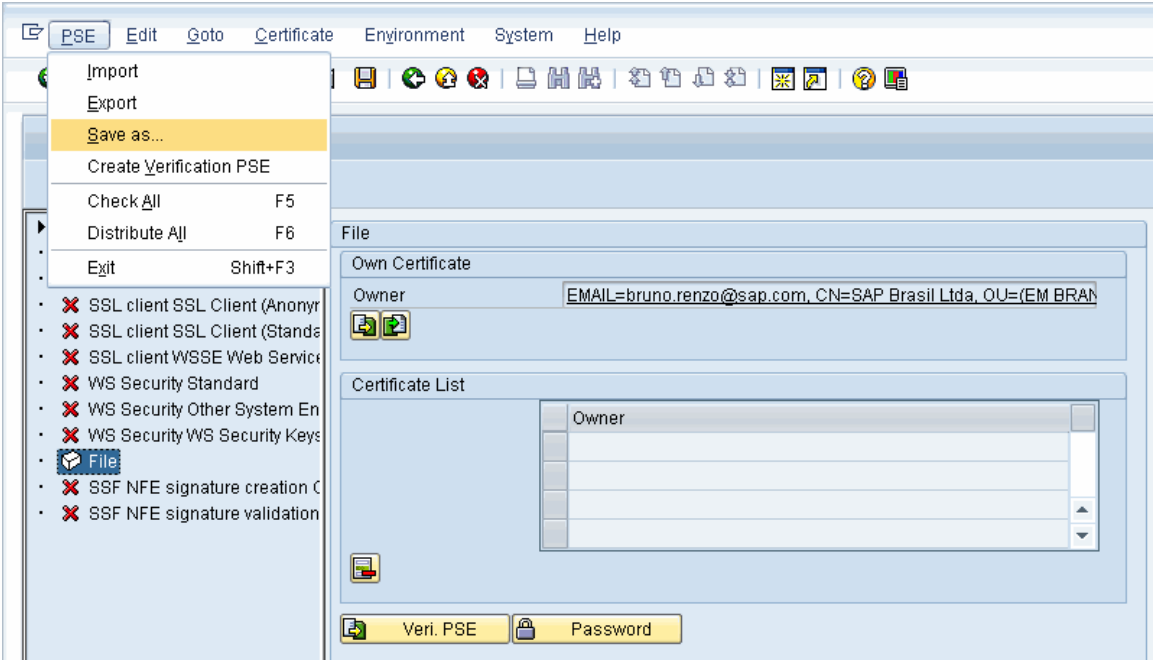 PSE Edit Goto Certificate Environment System Help
Import
Export
Save as...
Create Verification PSE
Check All F5
Distribute All F6
Exit Shift+F3
SSL client SSL Client (Anonyr
SSL client SSL Client (Standa
SSL client WSSE Web Service
WS Security Standard
WS Security Other System En
WS Security WS Security Keys
File
SSF NFE signature creation C
SSF NFE signature validation
File
Own Certificate
Owner EMAIL=bruno.renzo@sap.com, CN=SAP Brasil Ltda, OU=(EM BRAN
Certificate List
Owner
Veri. PSE Password